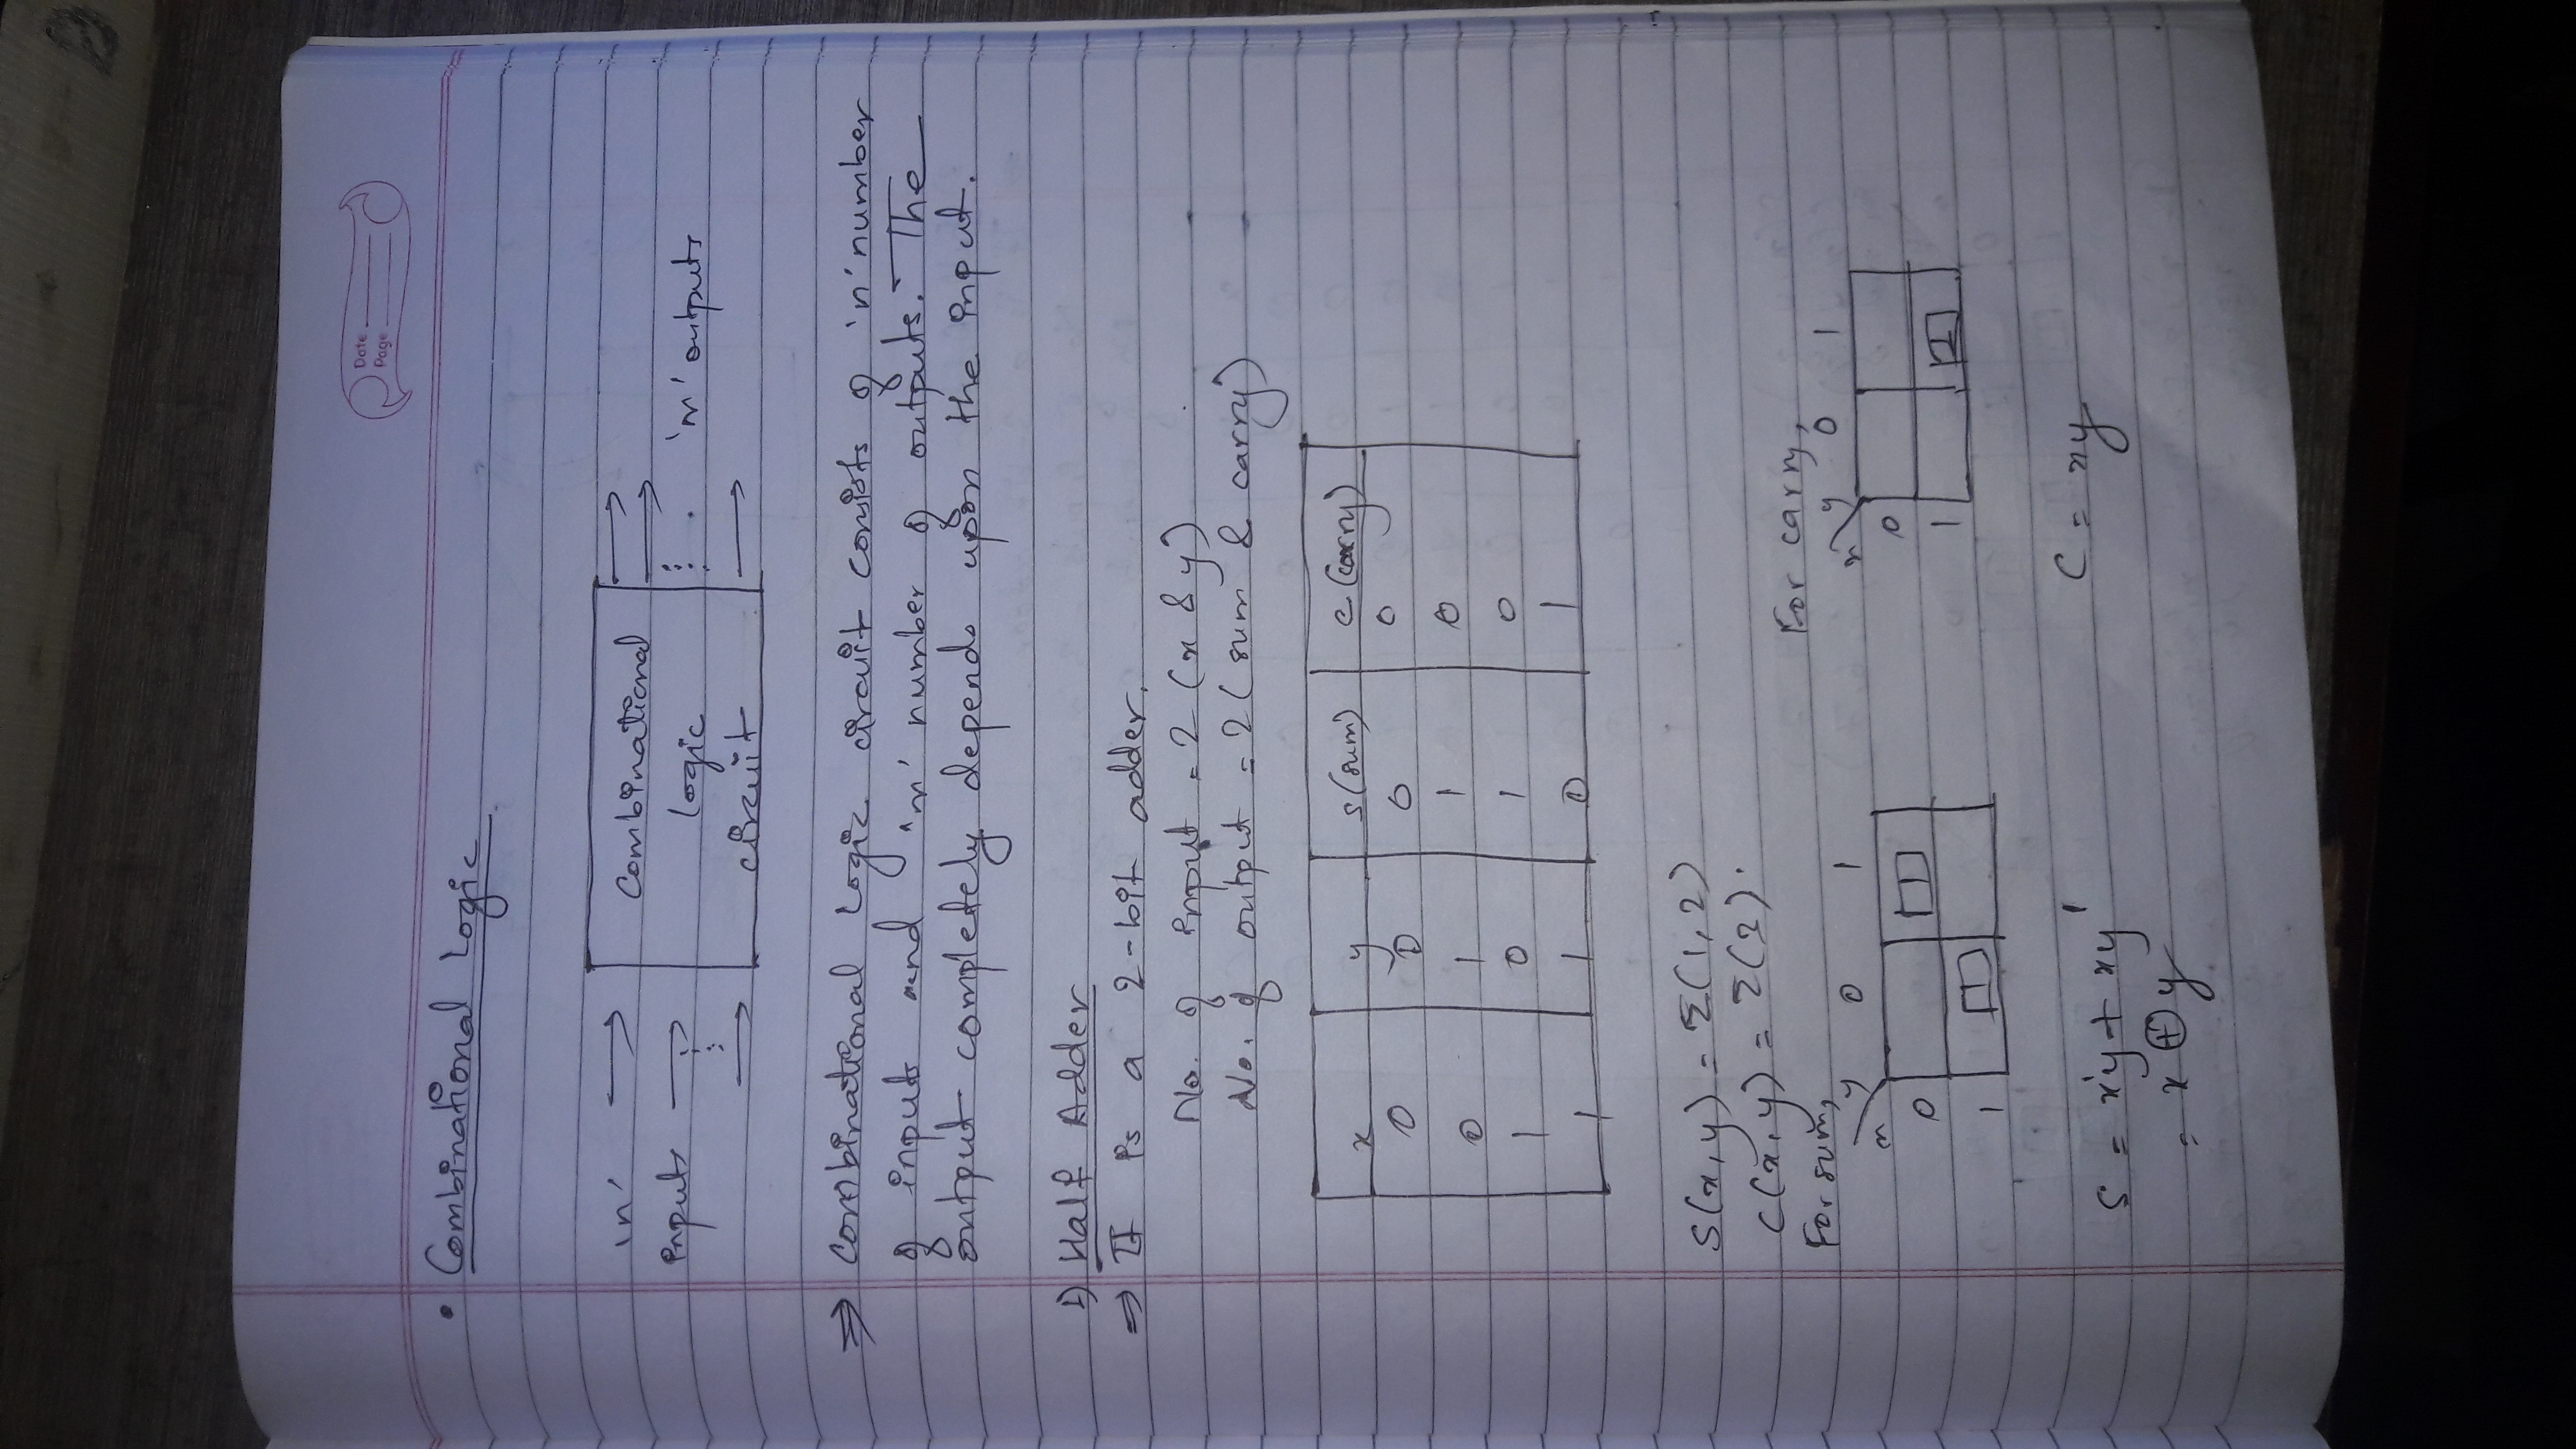 Date
Page
• Combinational Logic
'n'
inputs
Combinational
logic
circuit
'm' outputs
⇒ Combinational Logic circuit consists of 'n' number
of inputs and 'm' number of outputs. The
output completely depends upon the input.
1) Half Adder
⇒ It is a 2-bit adder.
No. of input = 2 (x & y)
No. of output = 2 (sum & carry)
x y s(sum) c(carry)
0 0 0 0
0 1 1 0
1 0 1 0
1 1 0 1
S(x,y) = Σ(1,2)
C(x,y) = Σ(3).
For sum,
x y 0 1
0 1
1 1
For carry,
x y 0 1
0
1 1
S = x'y + xy'
= x ⊕ y
C = xy